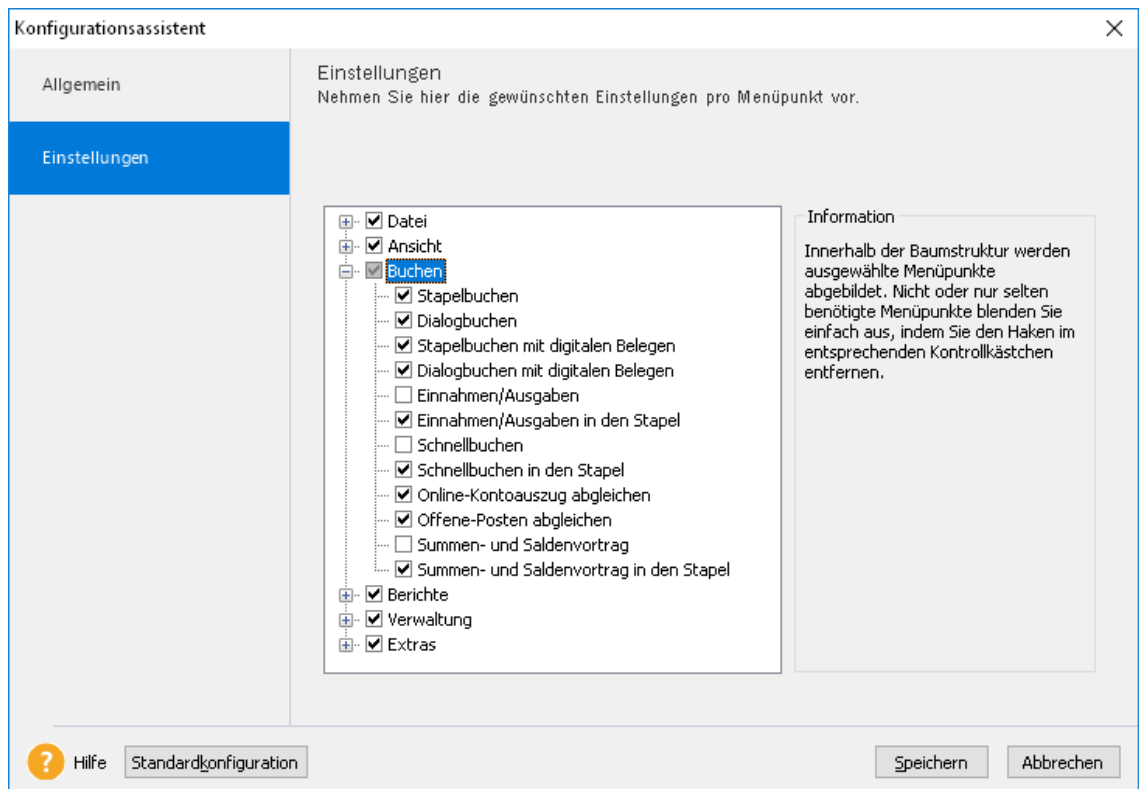 Konfigurationsassistent
Allgemein
Einstellungen
Einstellungen
Nehmen Sie hier die gewünschten Einstellungen pro Menüpunkt vor.
Datei
Ansicht
Buchen
Stapelbuchen
Dialogbuchen
Stapelbuchen mit digitalen Belegen
Dialogbuchen mit digitalen Belegen
Einnahmen/Ausgaben
Einnahmen/Ausgaben in den Stapel
Schnellbuchen
Schnellbuchen in den Stapel
Online-Kontoauszug abgleichen
Offene-Posten abgleichen
Summen- und Saldenvortrag
Summen- und Saldenvortrag in den Stapel
Berichte
Verwaltung
Extras
Information
Innerhalb der Baumstruktur werden
ausgewählte Menüpunkte
abgebildet. Nicht oder nur selten
benötigte Menüpunkte blenden Sie
einfach aus, indem Sie den Haken im
entsprechenden Kontrollkästchen
entfernen.
? Hilfe
Standardkonfiguration
Speichern
Abbrechen